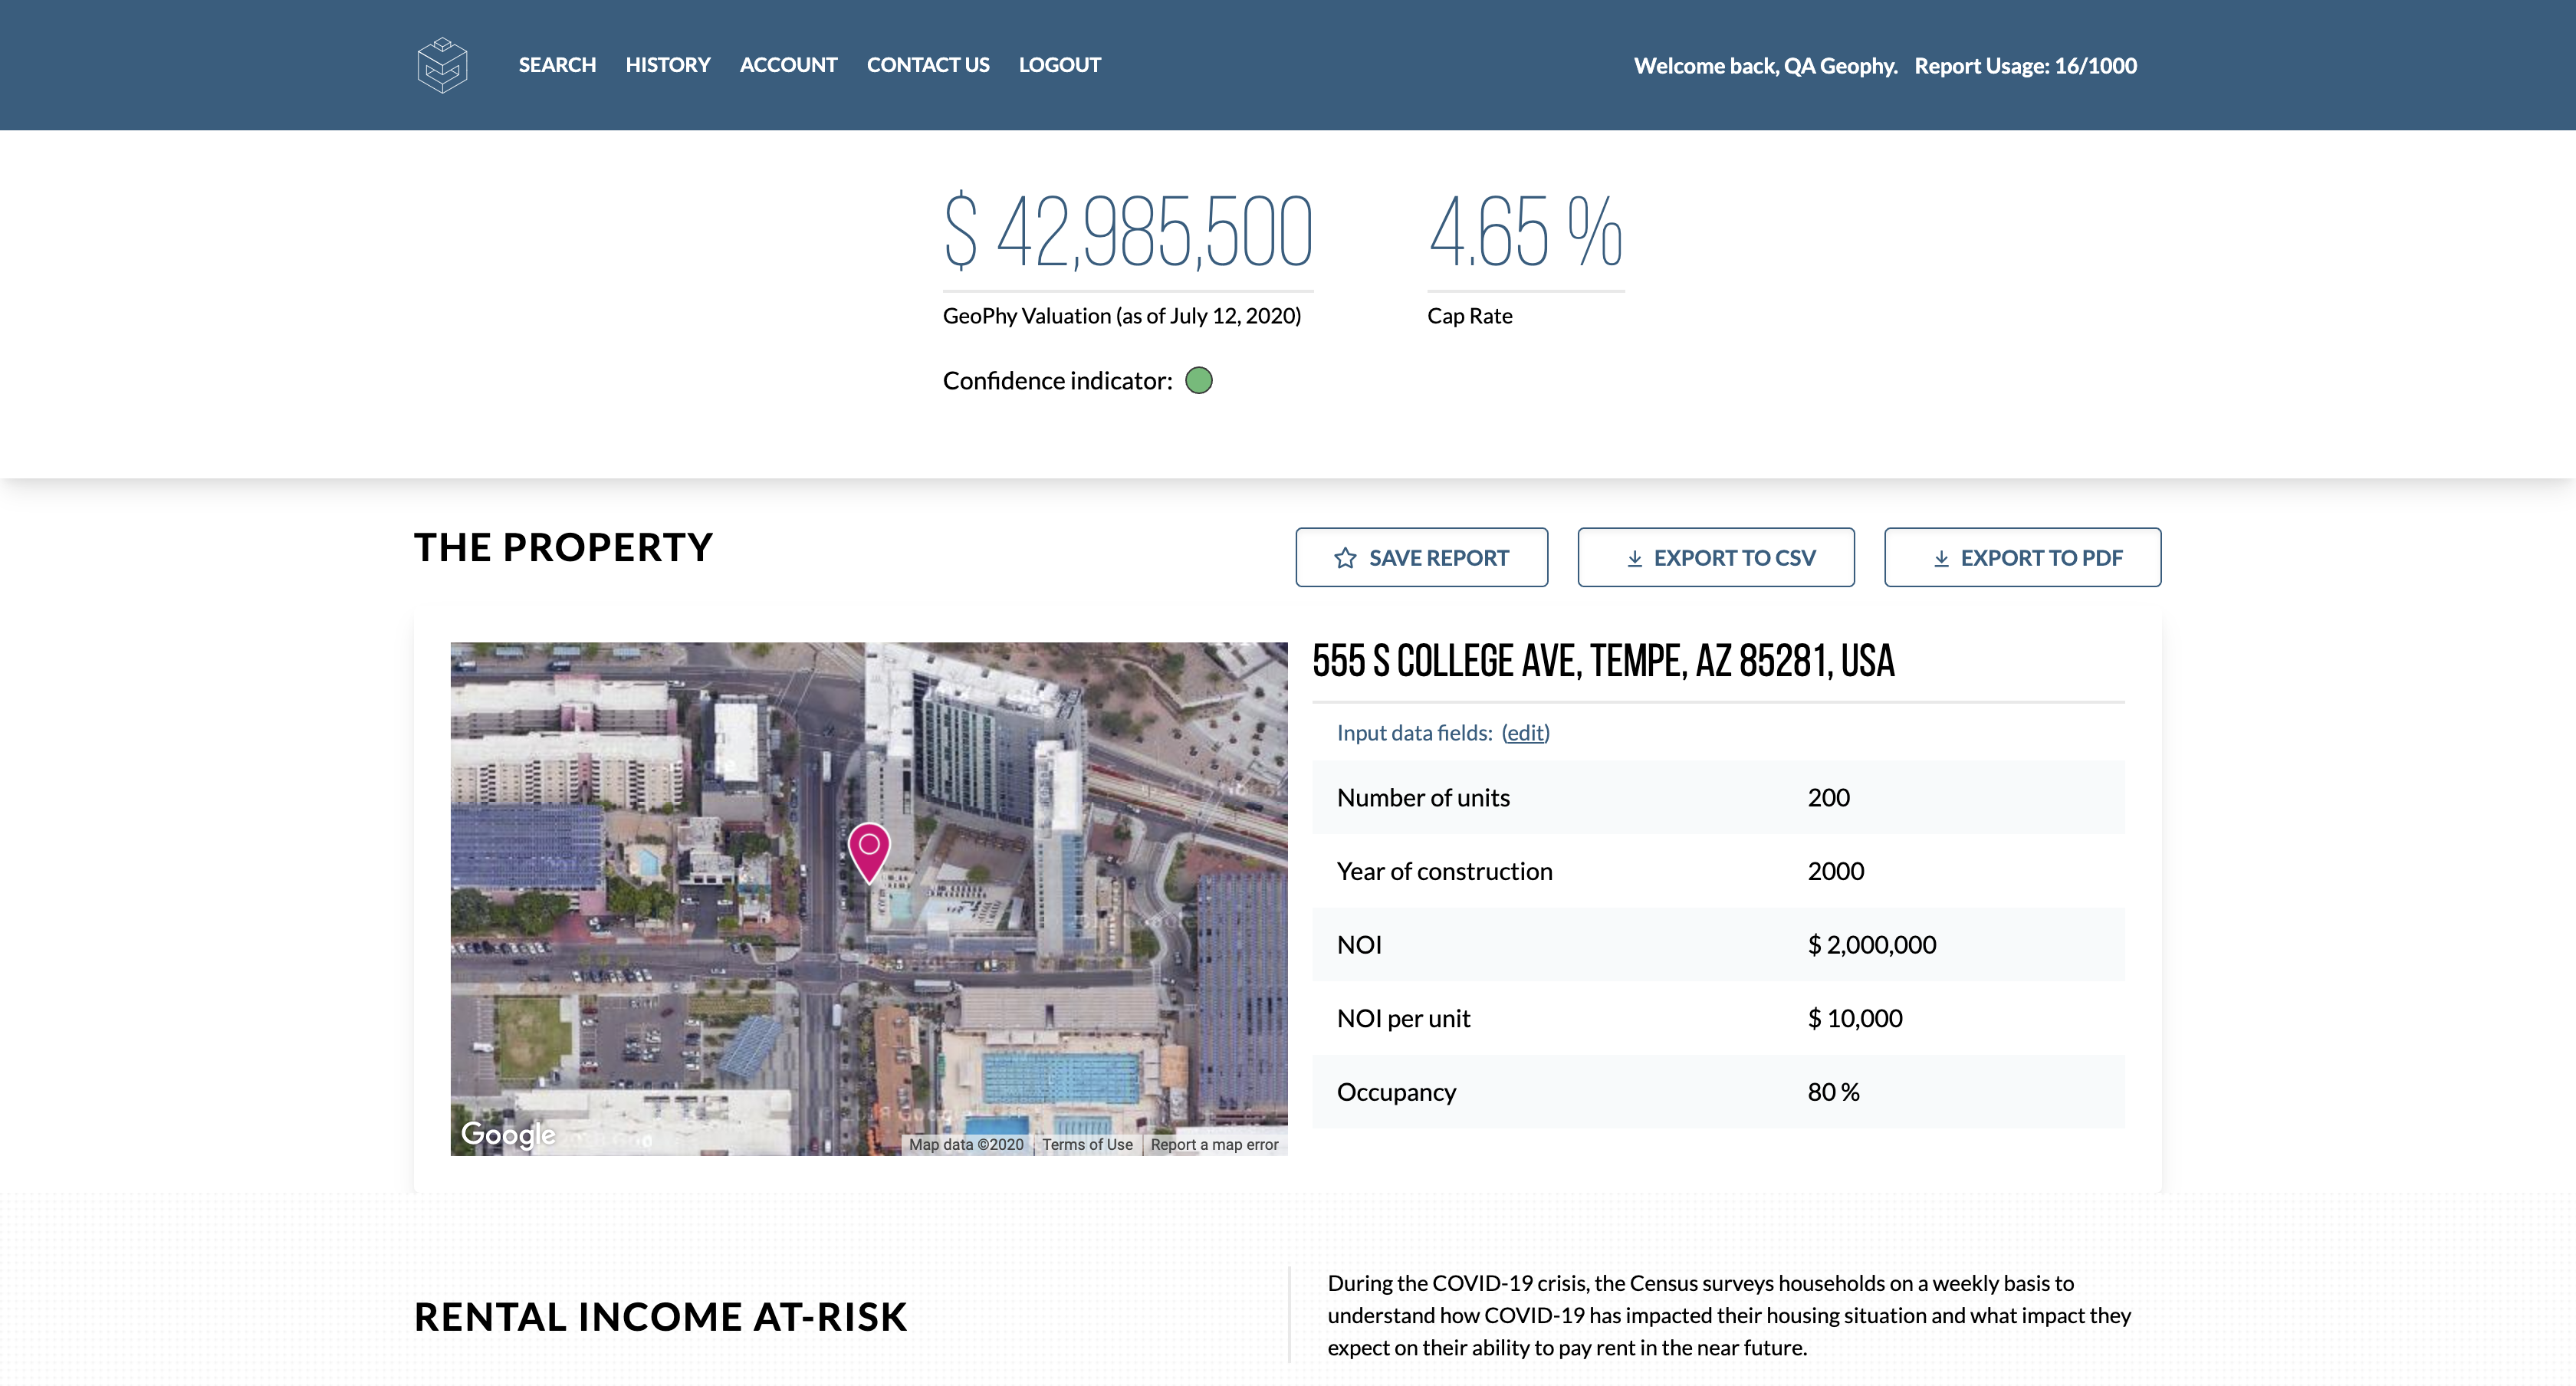 SEARCH HISTORY ACCOUNT CONTACT US LOGOUT Welcome back, QA Geophy. Report Usage: 16/1000
$ 42,985,500 4.65 %
GeoPhy Valuation (as of July 12, 2020) Cap Rate
Confidence indicator:
THE PROPERTY SAVE REPORT EXPORT TO CSV EXPORT TO PDF
555 S COLLEGE AVE, TEMPE, AZ 85281, USA
Input data fields: (edit)
Number of units 200
Year of construction 2000
NOI $ 2,000,000
NOI per unit $ 10,000
Occupancy 80 %
Google Map data ©2020 Terms of Use Report a map error
RENTAL INCOME AT-RISK
During the COVID-19 crisis, the Census surveys households on a weekly basis to
understand how COVID-19 has impacted their housing situation and what impact they
expect on their ability to pay rent in the near future.